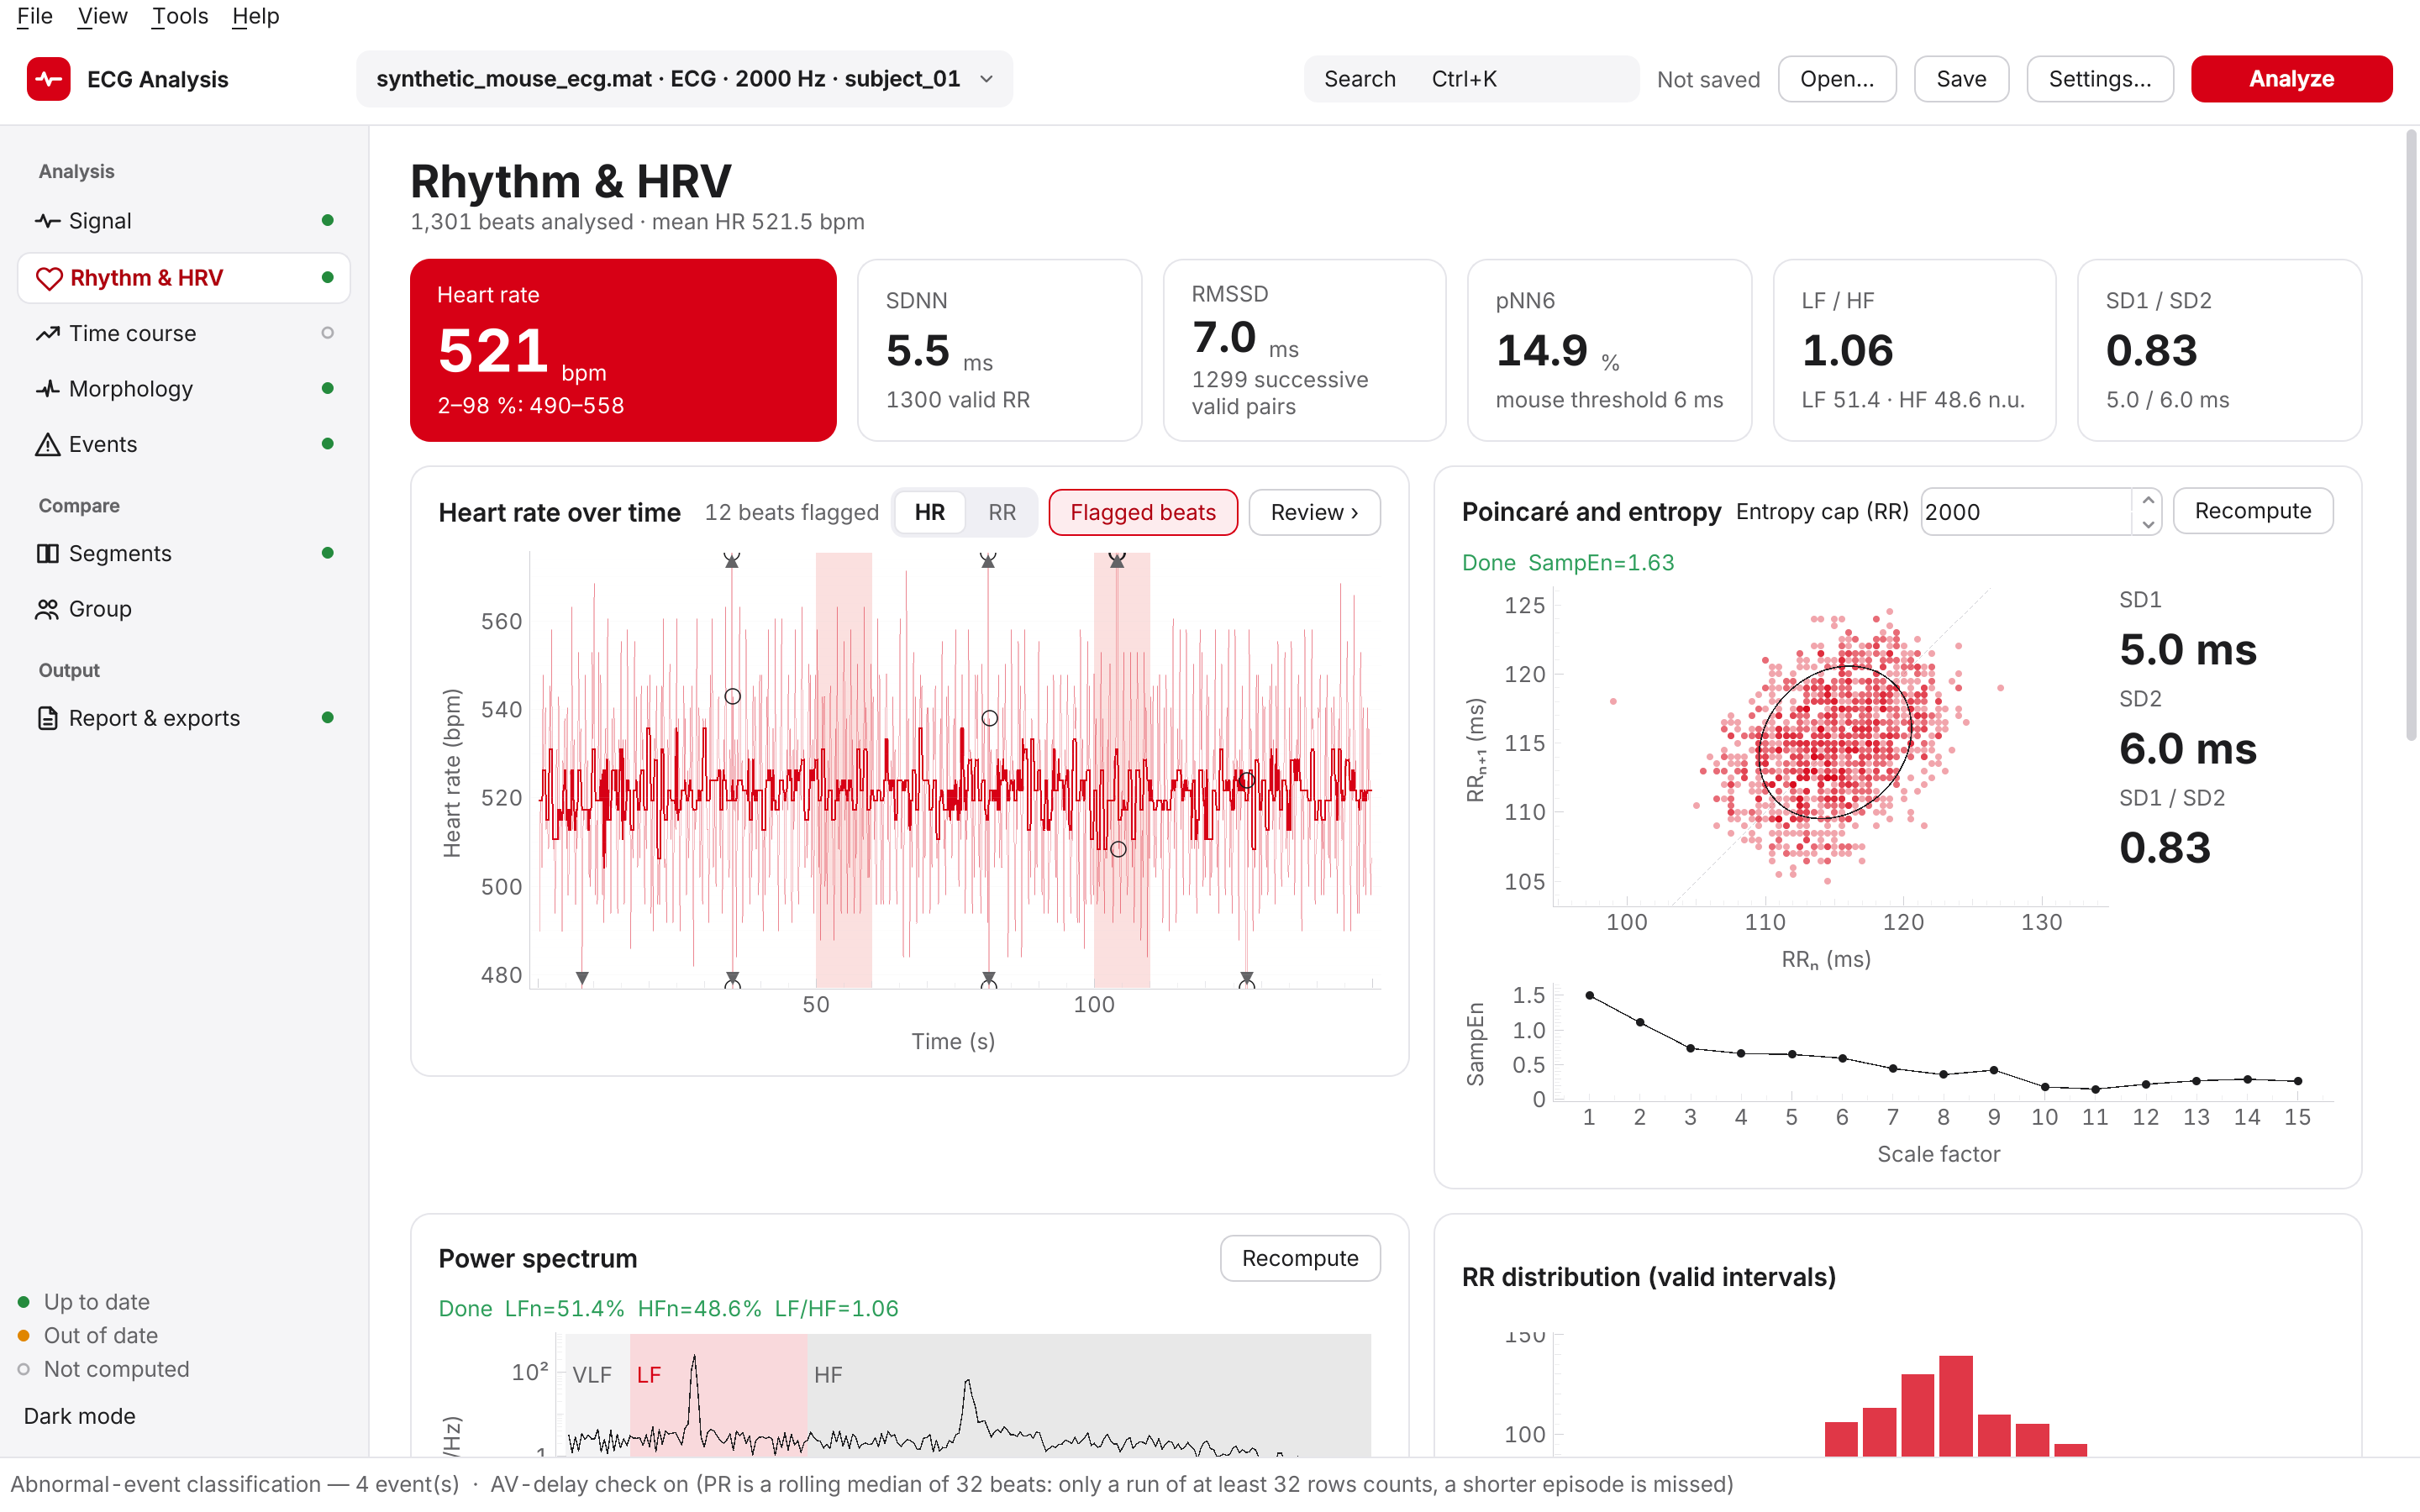 File View Tools Help
ECG Analysis
synthetic_mouse_ecg.mat · ECG · 2000 Hz · subject_01
Search Ctrl+K
Not saved
Open...
Save
Settings...
Analyze
Analysis
Signal
Rhythm & HRV
Time course
Morphology
Events
Compare
Segments
Group
Output
Report & exports
Up to date
Out of date
Not computed
Dark mode
Rhythm & HRV
1,301 beats analysed · mean HR 521.5 bpm
Heart rate
521 bpm
2–98 %: 490–558
SDNN
5.5 ms
1300 valid RR
RMSSD
7.0 ms
1299 successive
valid pairs
pNN6
14.9 %
mouse threshold 6 ms
LF / HF
1.06
LF 51.4 · HF 48.6 n.u.
SD1 / SD2
0.83
5.0 / 6.0 ms
Heart rate over time 12 beats flagged HR RR Flagged beats Review ›
Heart rate (bpm)
560
540
520
500
480
50 100
Time (s)
Poincaré and entropy Entropy cap (RR) 2000 Recompute
Done SampEn=1.63
RRₙ₊₁ (ms)
125
120
115
110
105
100 110 120 130
RRₙ (ms)
SD1
5.0 ms
SD2
6.0 ms
SD1 / SD2
0.83
SampEn
1.5
1.0
0.5
0
1 2 3 4 5 6 7 8 9 10 11 12 13 14 15
Scale factor
Power spectrum Recompute
Done LFn=51.4% HFn=48.6% LF/HF=1.06
10²
1
/Hz)
VLF LF HF
RR distribution (valid intervals)
150
100
Abnormal-event classification — 4 event(s) · AV-delay check on (PR is a rolling median of 32 beats: only a run of at least 32 rows counts, a shorter episode is missed)